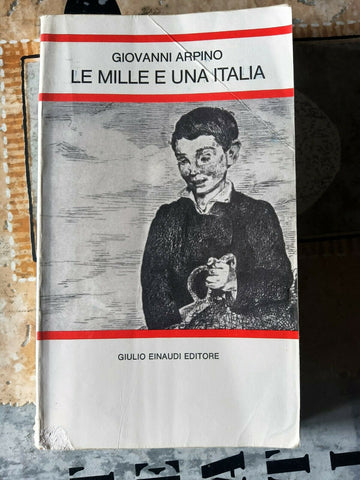 GIOVANNI ARPINO
LE MILLE E UNA ITALIA
GIULIO EINAUDI EDITORE